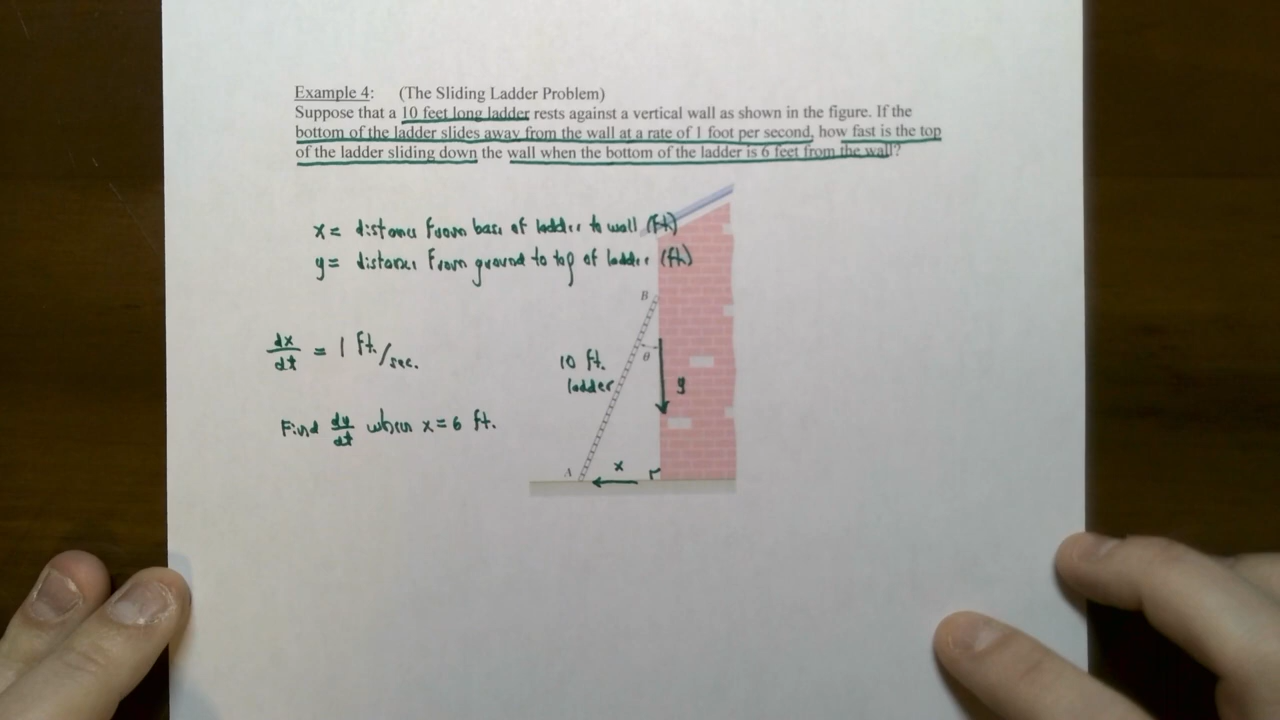 Example 4: (The Sliding Ladder Problem)
Suppose that a 10 feet long ladder rests against a vertical wall as shown in the figure. If the
bottom of the ladder slides away from the wall at a rate of 1 foot per second, how fast is the top
of the ladder sliding down the wall when the bottom of the ladder is 6 feet from the wall?
x = distance from base of ladder to wall (ft)
y = distance from ground to top of ladder (ft)
B
dx/dt = 1 ft./sec.
θ
10 ft.
ladder
y
Find dy/dt when x = 6 ft.
A
x